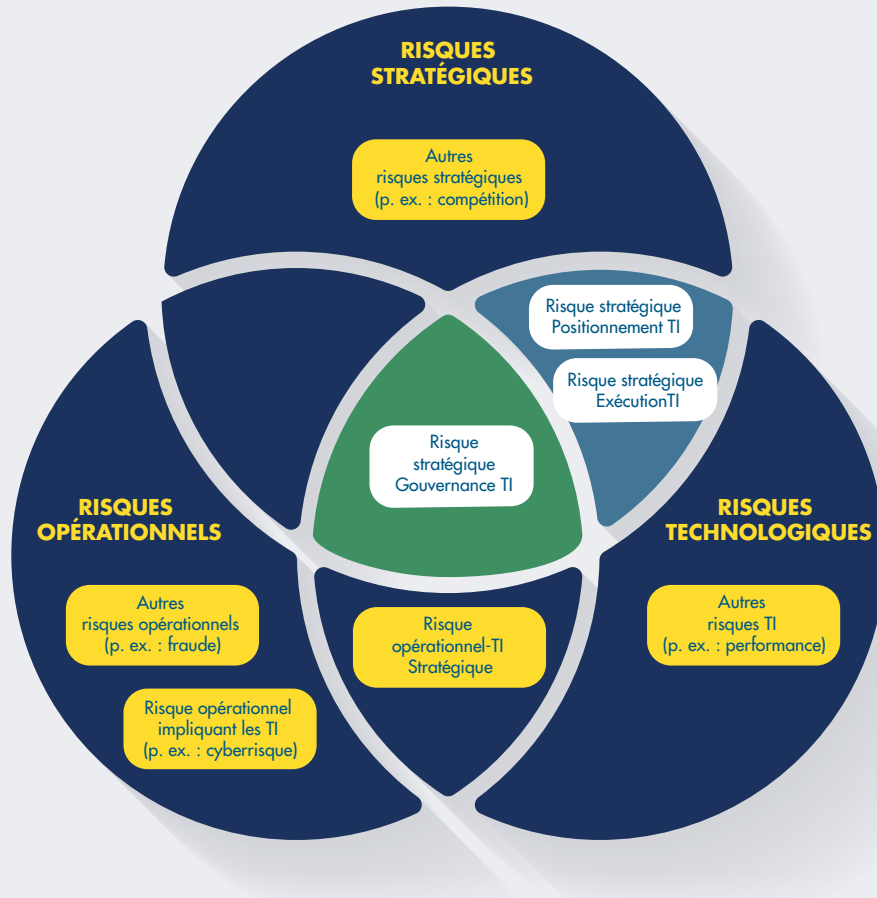 RISQUES
STRATÉGIQUES
Autres
risques stratégiques
(p. ex. : compétition)
Risque stratégique
Positionnement TI
Risque stratégique
ExécutionTI
Risque
stratégique
Gouvernance TI
RISQUES
OPÉRATIONNELS
RISQUES
TECHNOLOGIQUES
Autres
risques opérationnels
(p. ex. : fraude)
Risque
opérationnel-TI
Stratégique
Autres
risques TI
(p. ex. : performance)
Risque opérationnel
impliquant les TI
(p. ex. : cyberrisque)